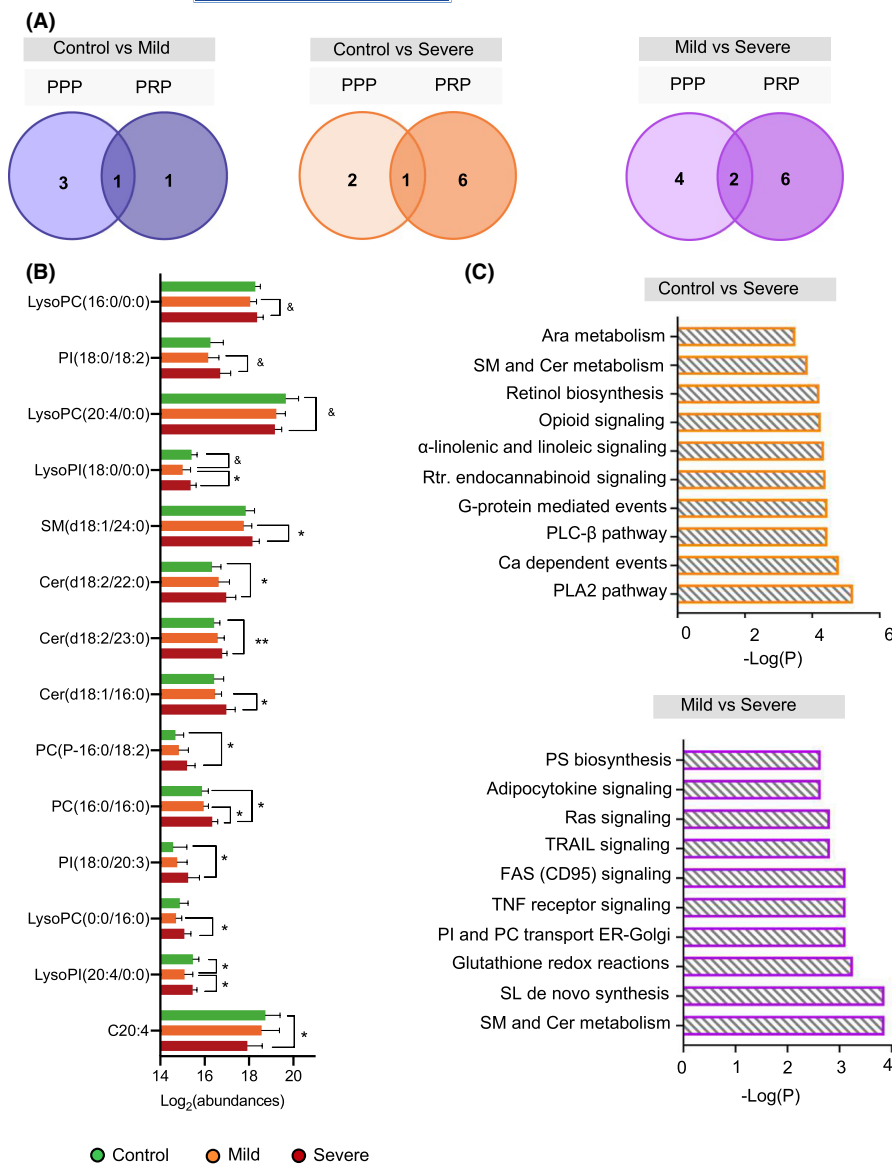 (A)
Control vs Mild
PPP PRP
3 1 1
Control vs Severe
PPP PRP
2 1 6
Mild vs Severe
PPP PRP
4 2 6
(B)
LysoPC(16:0/0:0)
&
PI(18:0/18:2)
&
LysoPC(20:4/0:0)
&
LysoPI(18:0/0:0)
&
*
SM(d18:1/24:0)
*
Cer(d18:2/22:0)
*
Cer(d18:2/23:0)
**
Cer(d18:1/16:0)
*
PC(P-16:0/18:2)
*
PC(16:0/16:0)
* *
PI(18:0/20:3)
*
LysoPC(0:0/16:0)
*
LysoPI(20:4/0:0)
*
*
C20:4
*
14 16 18 20
Log2(abundances)
Control Mild Severe
(C)
Control vs Severe
Ara metabolism
SM and Cer metabolism
Retinol biosynthesis
Opioid signaling
α-linolenic and linoleic signaling
Rtr. endocannabinoid signaling
G-protein mediated events
PLC-β pathway
Ca dependent events
PLA2 pathway
0 2 4 6
-Log(P)
Mild vs Severe
PS biosynthesis
Adipocytokine signaling
Ras signaling
TRAIL signaling
FAS (CD95) signaling
TNF receptor signaling
PI and PC transport ER-Golgi
Glutathione redox reactions
SL de novo synthesis
SM and Cer metabolism
0 1 2 3 4
-Log(P)